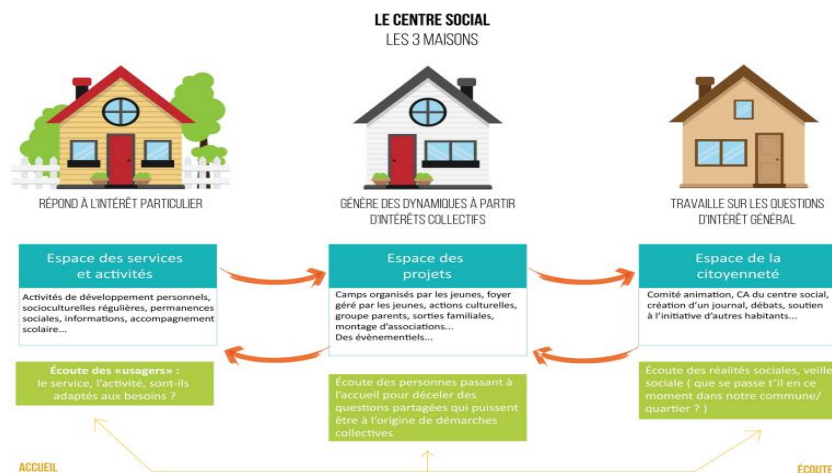 LE CENTRE SOCIAL
LES 3 MAISONS
RÉPOND À L'INTÉRÊT PARTICULIER
GÉNÈRE DES DYNAMIQUES À PARTIR
D'INTÉRÊTS COLLECTIFS
TRAVAILLE SUR LES QUESTIONS
D'INTÉRÊT GÉNÉRAL
Espace des services
et activités
Activités de développement personnels,
socioculturelles régulières, permanences
sociales, informations, accompagnement
scolaire...
Espace des
projets
Camps organisés par les jeunes, foyer
géré par les jeunes, actions culturelles,
groupe parents, sorties familiales,
montage d'associations...
Des évènementiels...
Espace de la
citoyenneté
Comité animation, CA du centre social,
création d'un journal, débats, soutien
à l'initiative d'autres habitants...
Écoute des «usagers» :
le service, l'activité, sont-ils
adaptés aux besoins ?
Écoute des personnes passant à
l'accueil pour déceler des
questions partagées qui puissent
être à l'origine de démarches
collectives
Écoute des réalités sociales, veille
sociale ( que se passe t'il en ce
moment dans notre commune/
quartier ? )
ACCUEIL
ÉCOUTE